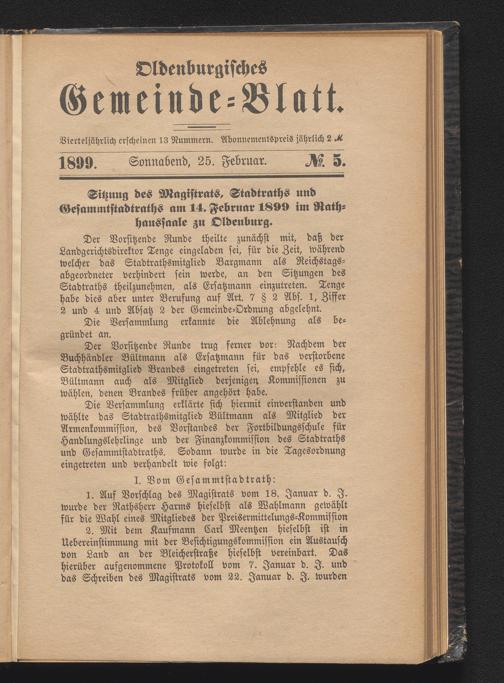 Oldenburgisches
Gemeinde-Blatt.
Vierteljährlich erscheinen 13 Nummern. Abonnementspreis jährlich 2 ℳ
1899. Sonnabend, 25. Februar. №. 5.
Sitzung des Magistrats, Stadtraths und
Gesammtstadtraths am 14. Februar 1899 im Rath-
haussaale zu Oldenburg.
Der Vorsitzende Runde theilte zunächst mit, daß der
Landgerichtsdirektor Tenge eingeladen sei, für die Zeit, während
welcher das Stadtrathsmitglied Bargmann als Reichstags-
abgeordneter verhindert sein werde, an den Sitzungen des
Stadtraths theilzunehmen, als Ersatzmann einzutreten. Tenge
habe dies aber unter Berufung auf Art. 7 § 2 Abs. 1, Ziffer
2 und 4 und Absatz 2 der Gemeinde-Ordnung abgelehnt.
Die Versammlung erkannte die Ablehnung als be-
gründet an.
Der Vorsitzende Runde trug ferner vor: Nachdem der
Buchhändler Bültmann als Ersatzmann für das verstorbene
Stadtrathsmitglied Brandes eingetreten sei, empfehle es sich,
Bültmann auch als Mitglied derjenigen Kommissionen zu
wählen, denen Brandes früher angehört habe.
Die Versammlung erklärte sich hiermit einverstanden und
wählte das Stadtrathsmitglied Bültmann als Mitglied der
Armenkommission, des Vorstandes der Fortbildungsschule für
Handlungslehrlinge und der Finanzkommission des Stadtraths
und Gesammtstadtraths. Sodann wurde in die Tagesordnung
eingetreten und verhandelt wie folgt:
I. Vom Gesammtstadtrath:
1. Auf Vorschlag des Magistrats vom 18. Januar d. J.
wurde der Rathsherr Harms hieselbst als Wahlmann gewählt
für die Wahl eines Mitgliedes der Preisermittelungs-Kommission
2. Mit dem Kaufmann Carl Meentzen hieselbst ist in
Uebereinstimmung mit der Besichtigungskommission ein Austausch
von Land an der Bleicherstraße hieselbst vereinbart. Das
hierüber aufgenommene Protokoll vom 7. Januar d. J. und
das Schreiben des Magistrats vom 22. Januar d. J. wurden